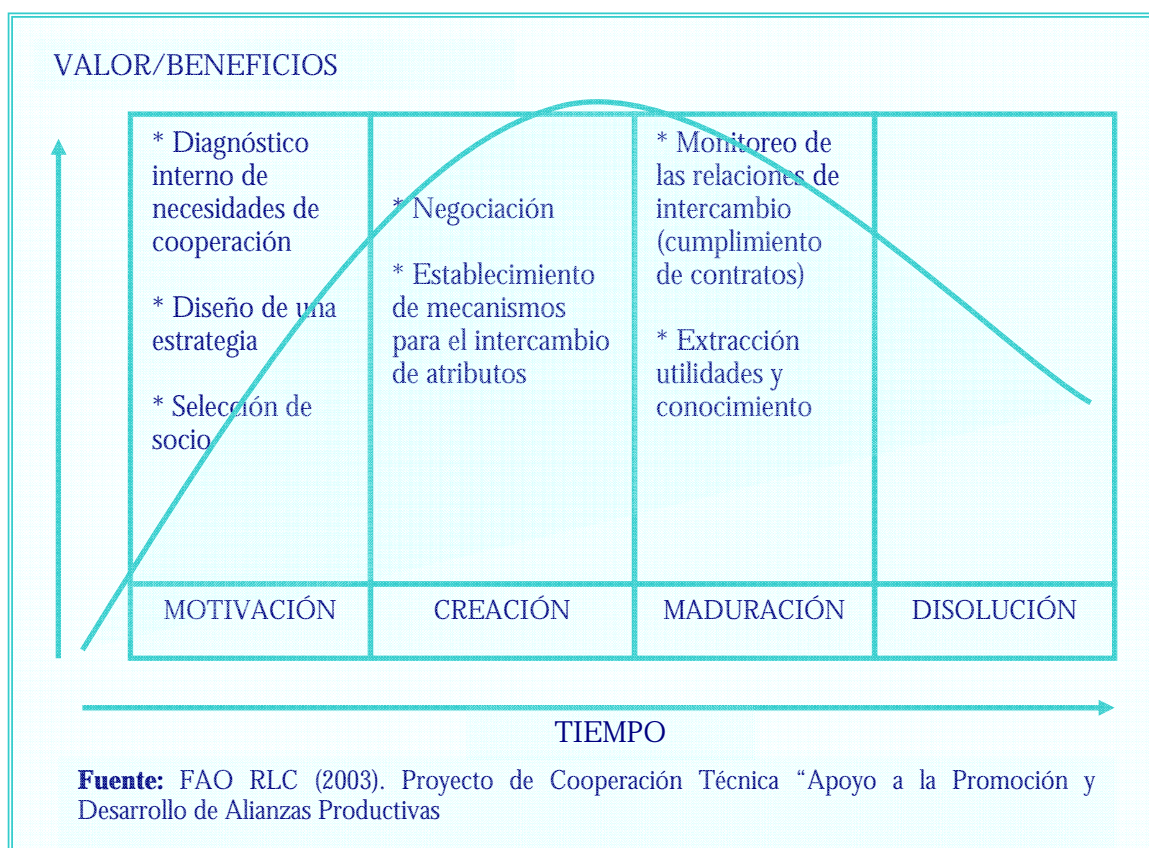 VALOR/BENEFICIOS
* Diagnóstico
interno de
necesidades de
cooperación
* Diseño de una
estrategia
* Selección de
socio
* Negociación
* Establecimiento
de mecanismos
para el intercambio
de atributos
* Monitoreo de
las relaciones de
intercambio
(cumplimiento
de contratos)
* Extracción
utilidades y
conocimiento
MOTIVACIÓN
CREACIÓN
MADURACIÓN
DISOLUCIÓN
TIEMPO
Fuente: FAO RLC (2003). Proyecto de Cooperación Técnica “Apoyo a la Promoción y
Desarrollo de Alianzas Productivas